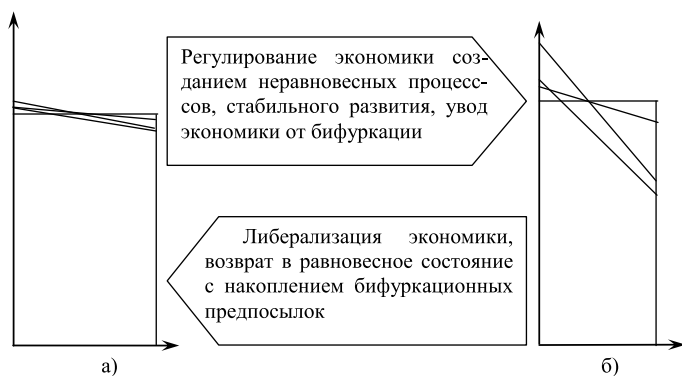 Регулирование экономики соз-
данием неравновесных процесс-
сов, стабильного развития, увод
экономики от бифуркации
Либерализация экономики,
возврат в равновесное состояние
с накоплением бифуркационных
предпосылок
а)
б)